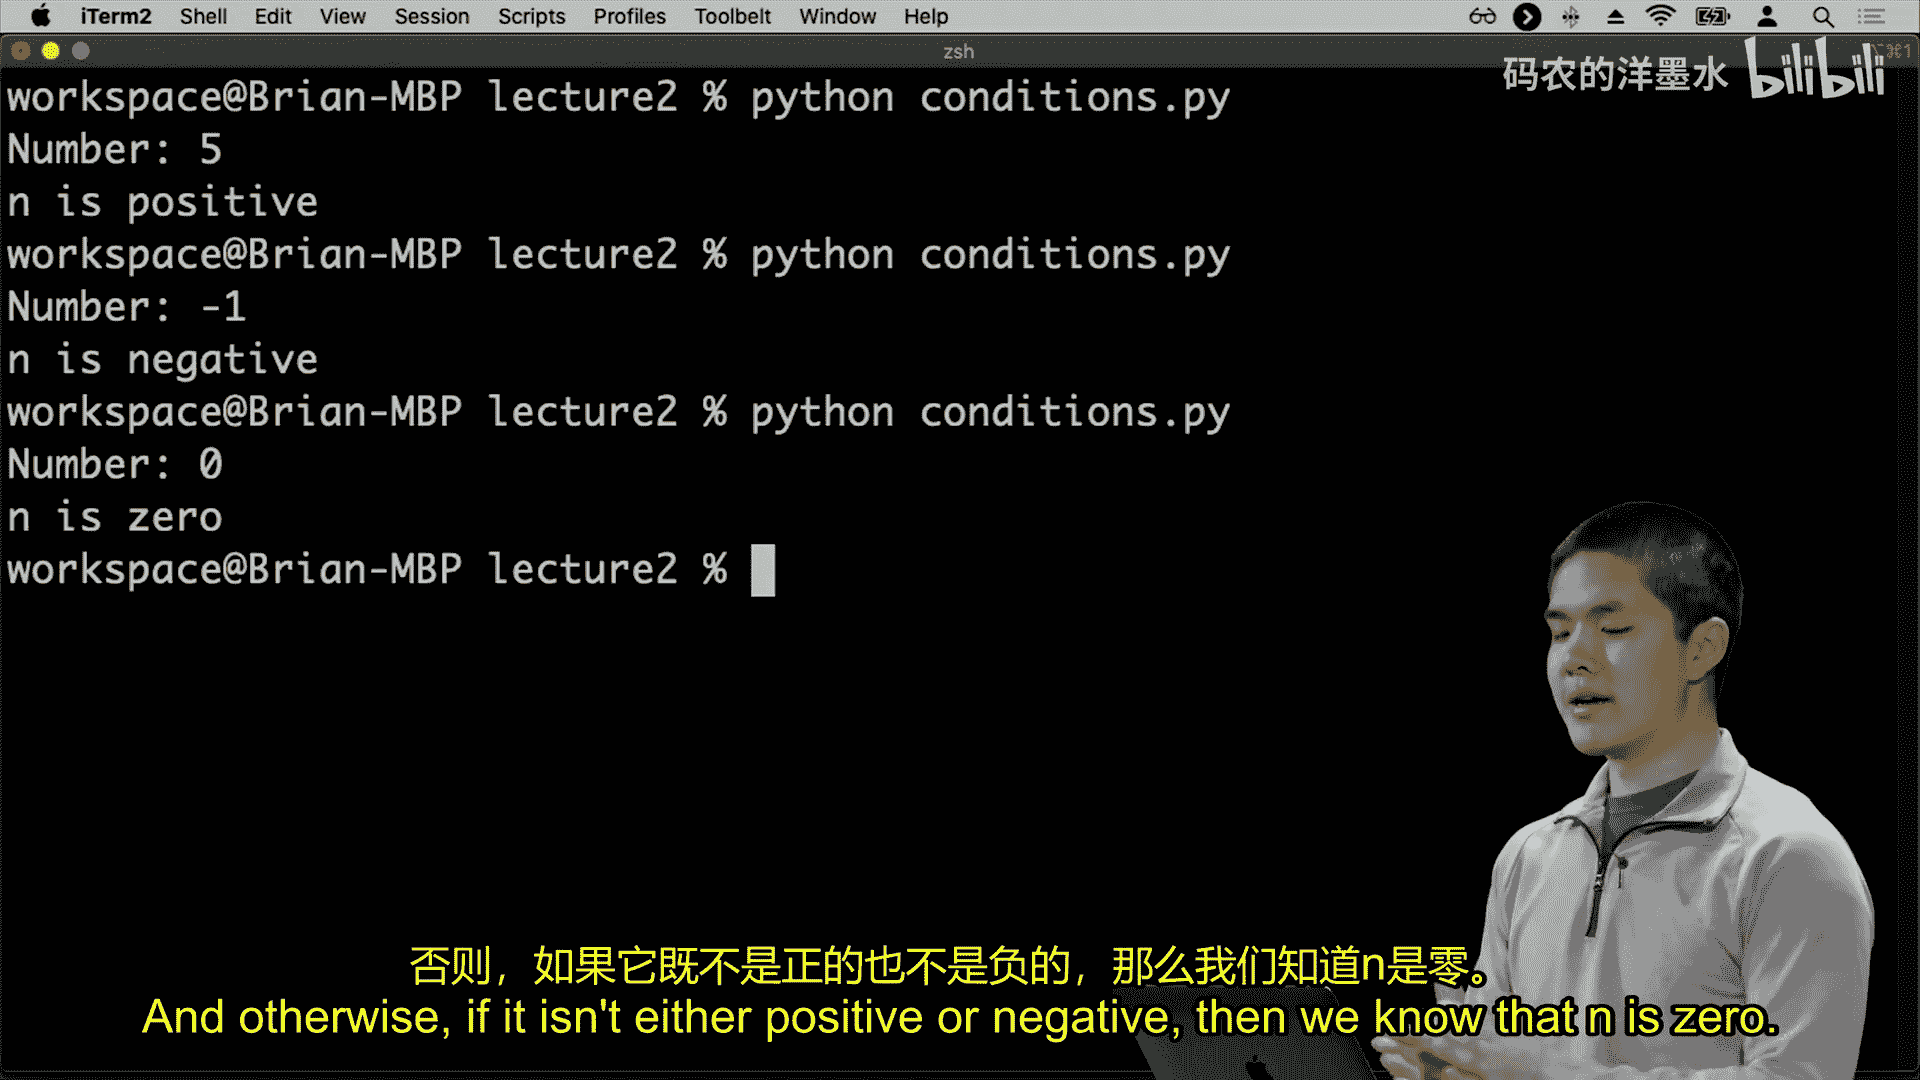 iTerm2 Shell Edit View Session Scripts Profiles Toolbelt Window Help
zsh
⌘1
码农的洋墨水 bilibili
workspace@Brian-MBP lecture2 % python conditions.py
Number: 5
n is positive
workspace@Brian-MBP lecture2 % python conditions.py
Number: -1
n is negative
workspace@Brian-MBP lecture2 % python conditions.py
Number: 0
n is zero
workspace@Brian-MBP lecture2 %
否则，如果它既不是正的也不是负的，那么我们知道n是零。
And otherwise, if it isn't either positive or negative, then we know that n is zero.